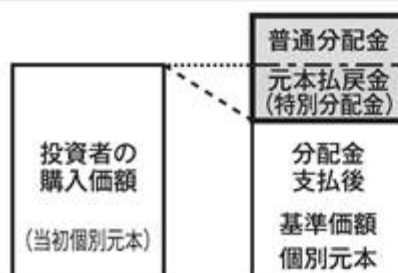 普通分配金
元本払戻金
(特別分配金)
投資者の
購入価額
(当初個別元本)
分配金
支払後
基準価額
個別元本